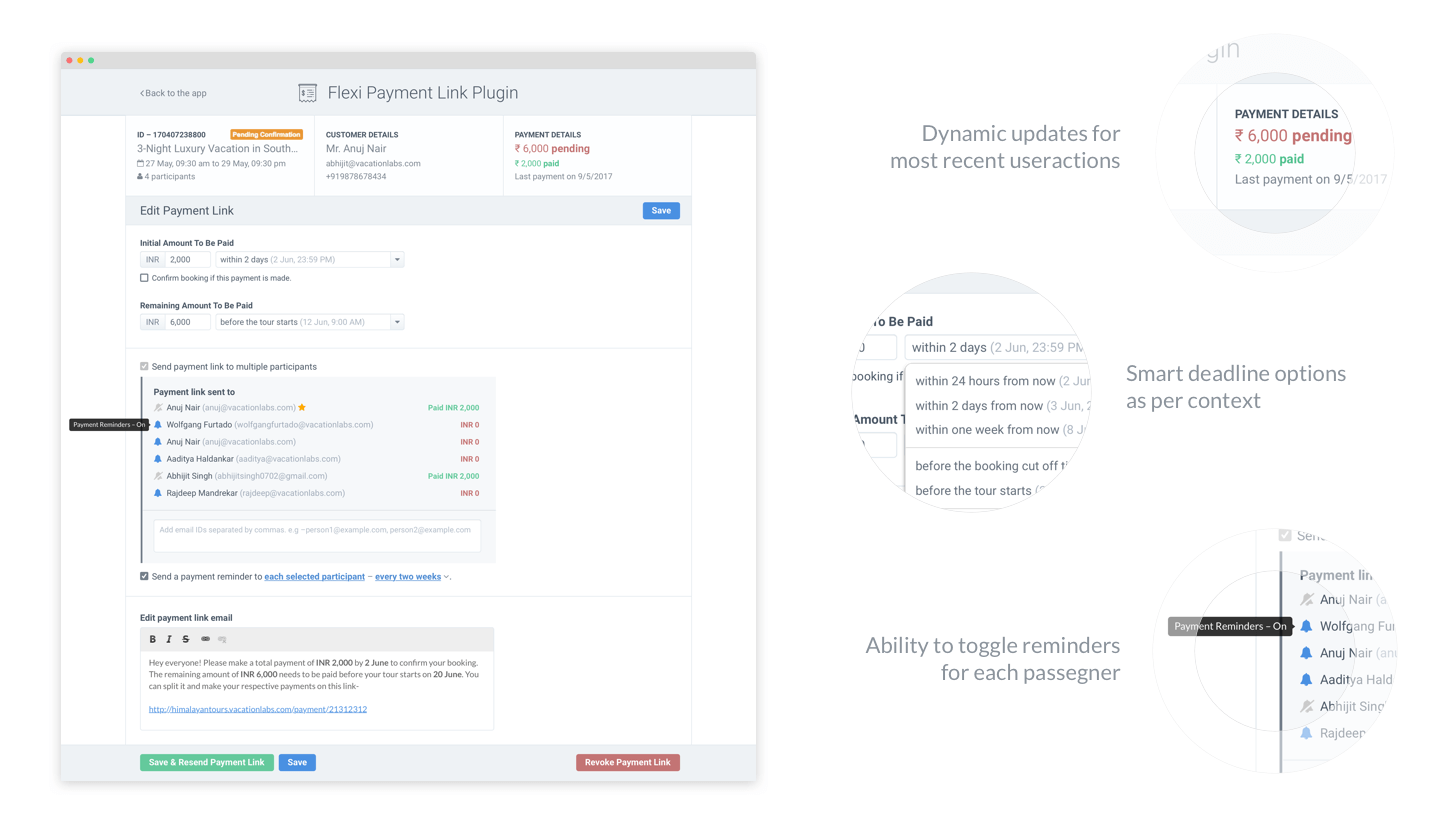 Back to the app
Flexi Payment Link Plugin
ID – 170407238800
Pending Confirmation
3-Night Luxury Vacation in South...
27 May, 09:30 am to 29 May, 09:30 pm
4 participants
CUSTOMER DETAILS
Mr. Anuj Nair
abhijit@vacationlabs.com
+919878678434
PAYMENT DETAILS
₹ 6,000 pending
₹ 2,000 paid
Last payment on 9/5/2017
Edit Payment Link
Save
Initial Amount To Be Paid
INR 2,000 within 2 days (2 Jun, 23:59 PM)
Confirm booking if this payment is made.
Remaining Amount To Be Paid
INR 6,000 before the tour starts (12 Jun, 9:00 AM)
Send payment link to multiple participants
Payment link sent to
Anuj Nair (anuj@vacationlabs.com) Paid INR 2,000
Payment Reminders – On
Wolfgang Furtado (wolfgangfurtado@vacationlabs.com) INR 0
Anuj Nair (anuj@vacationlabs.com) INR 0
Aaditya Haldankar (aaditya@vacationlabs.com) INR 0
Abhijit Singh (abhijitsingh0702@gmail.com) Paid INR 2,000
Rajdeep Mandrekar (rajdeep@vacationlabs.com) INR 0
Add email IDs separated by commas. e.g –person1@example.com, person2@example.com
Send a payment reminder to each selected participant – every two weeks .
Edit payment link email
B I S
Hey everyone! Please make a total payment of INR 2,000 by 2 June to confirm your booking.
The remaining amount of INR 6,000 needs to be paid before your tour starts on 20 June. You
can split it and make your respective payments on this link-
http://himalayantours.vacationlabs.com/payment/21312312
Save & Resend Payment Link
Save
Revoke Payment Link
Dynamic updates for
most recent useractions
gin
PAYMENT DETAILS
₹ 6,000 pending
₹ 2,000 paid
Last payment on 9/5/2017
To Be Paid
0 within 2 days (2 Jun, 23:59 PM
booking if
within 24 hours from now (2 Jun
within 2 days from now (3 Jun, 2
Amount T
within one week from now (8 J
before the booking cut off ti
before the tour starts (
Smart deadline options
as per context
Ability to toggle reminders
for each passegner
Send
Payment lin
Anuj Nair (a
Payment Reminders – On
Wolfgang Fur
Anuj Nair (anu
Aaditya Hald
Abhijit Sing
Rajdeep